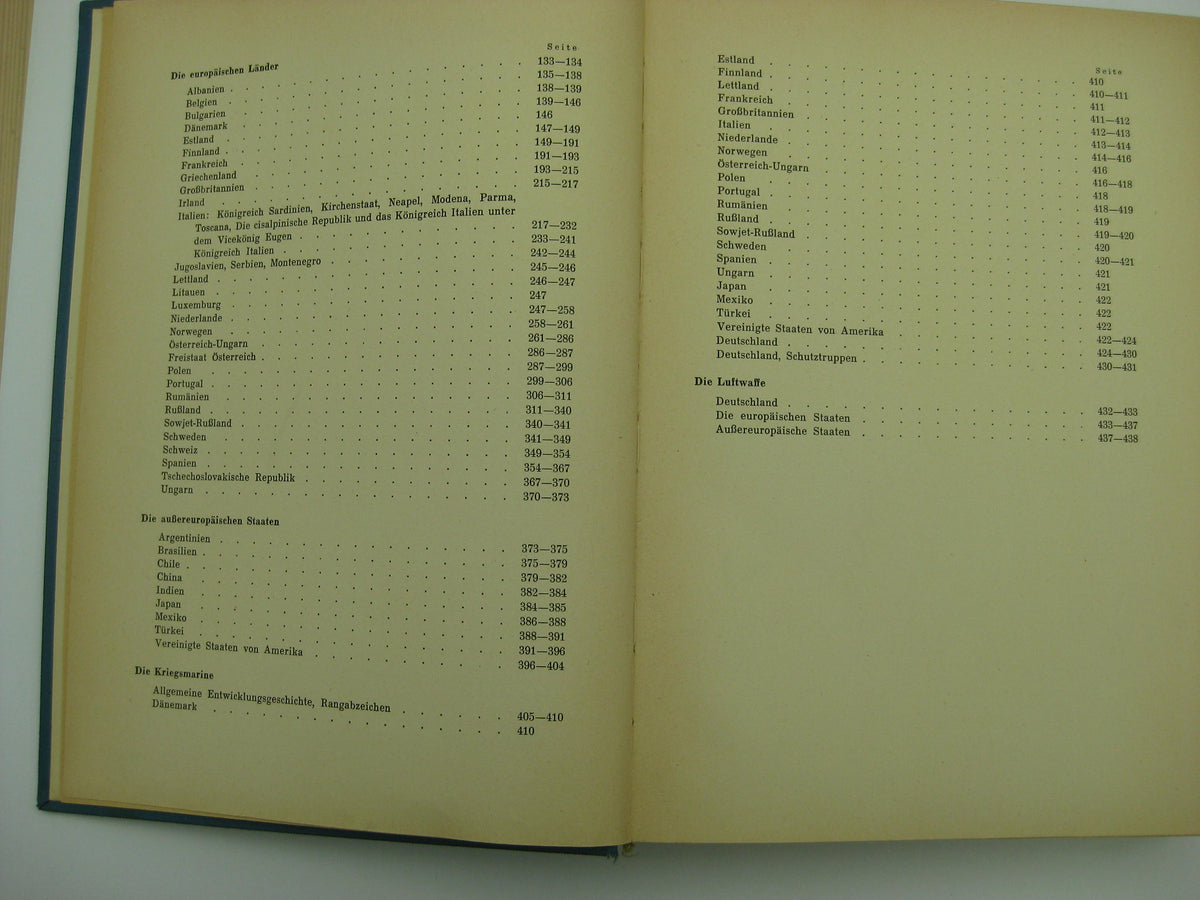 Seite
Die europäischen Länder
Albanien . . . . . . . . . . 133—134
Belgien . . . . . . . . . . 135—138
Bulgarien . . . . . . . . . . 138—139
Dänemark . . . . . . . . . . 139—146
Estland . . . . . . . . . . 146
Finnland . . . . . . . . . . 147—149
Frankreich . . . . . . . . . . 149—191
Griechenland . . . . . . . . . . 191—193
Großbritannien . . . . . . . . . . 193—215
Irland . . . . . . . . . . 215—217
Italien: Königreich Sardinien, Kirchenstaat, Neapel, Modena, Parma,
Toscana, Die cisalpinische Republik und das Königreich Italien unter
dem Vicekönig Eugen . . . . . . . . . . 217—232
Königreich Italien . . . . . . . . . . 233—241
Jugoslavien, Serbien, Montenegro . . . . . . . . . . 242—244
Lettland . . . . . . . . . . 245—246
Litauen . . . . . . . . . . 246—247
Luxemburg . . . . . . . . . . 247
Niederlande . . . . . . . . . . 247—258
Norwegen . . . . . . . . . . 258—261
Österreich-Ungarn . . . . . . . . . . 261—286
Freistaat Österreich . . . . . . . . . . 286—287
Polen . . . . . . . . . . 287—299
Portugal . . . . . . . . . . 299—306
Rumänien . . . . . . . . . . 306—311
Rußland . . . . . . . . . . 311—340
Sowjet-Rußland . . . . . . . . . . 340—341
Schweden . . . . . . . . . . 341—349
Schweiz . . . . . . . . . . 349—354
Spanien . . . . . . . . . . 354—367
Tschechoslovakische Republik . . . . . . . . . . 367—370
Ungarn . . . . . . . . . . 370—373
Die außereuropäischen Staaten
Argentinien . . . . . . . . . . 373—375
Brasilien . . . . . . . . . . 375—379
Chile . . . . . . . . . . 379—382
China . . . . . . . . . . 382—384
Indien . . . . . . . . . . 384—385
Japan . . . . . . . . . . 386—388
Mexiko . . . . . . . . . . 388—391
Türkei . . . . . . . . . . 391—396
Vereinigte Staaten von Amerika . . . . . . . . . . 396—404
Die Kriegsmarine
Allgemeine Entwicklungsgeschichte, Rangabzeichen . . . . . . 405—410
Dänemark . . . . . . . . . . 410
Seite
Estland . . . . . . . . . . 410
Finnland . . . . . . . . . . 410—411
Lettland . . . . . . . . . . 411
Frankreich . . . . . . . . . . 411—412
Großbritannien . . . . . . . . . . 412—413
Italien . . . . . . . . . . 413—414
Niederlande . . . . . . . . . . 414—416
Norwegen . . . . . . . . . . 416
Österreich-Ungarn . . . . . . . . . . 416—418
Polen . . . . . . . . . . 418
Portugal . . . . . . . . . . 418—419
Rumänien . . . . . . . . . . 419
Rußland . . . . . . . . . . 419—420
Sowjet-Rußland . . . . . . . . . . 420
Schweden . . . . . . . . . . 420—421
Spanien . . . . . . . . . . 421
Ungarn . . . . . . . . . . 421
Japan . . . . . . . . . . 422
Mexiko . . . . . . . . . . 422
Türkei . . . . . . . . . . 422
Vereinigte Staaten von Amerika . . . . . . . . . . 422—424
Deutschland . . . . . . . . . . 424—430
Deutschland, Schutztruppen . . . . . . . . . . 430—431
Die Luftwaffe
Deutschland . . . . . . . . . . 432—433
Die europäischen Staaten . . . . . . . . . . 433—437
Außereuropäische Staaten . . . . . . . . . . 437—438